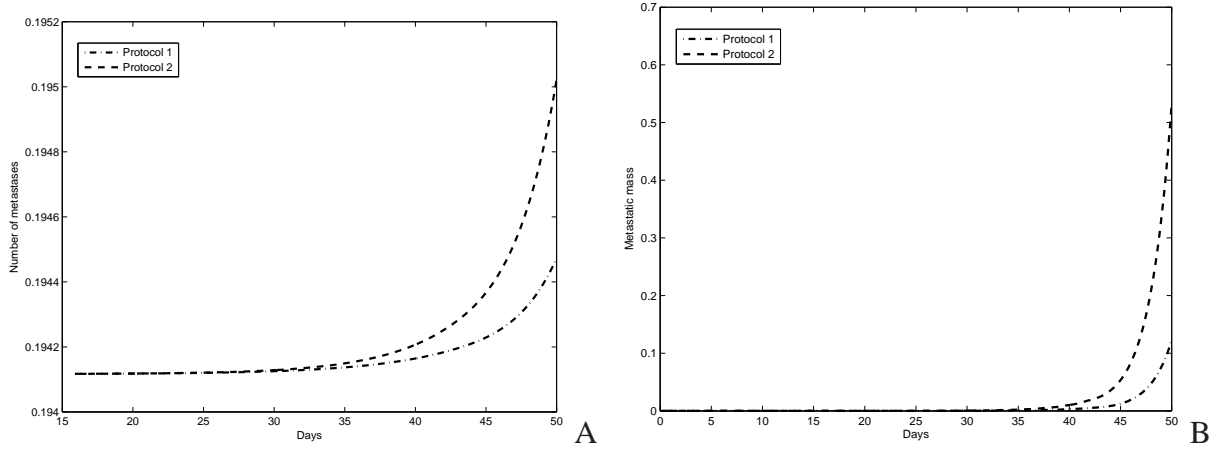 0.1952
0.195
0.1948
0.1946
0.1944
0.1942
0.194
Number of metastases
Protocol 1
Protocol 2
15 20 25 30 35 40 45 50
Days
A
0.7
0.6
0.5
0.4
0.3
0.2
0.1
0
Metastatic mass
Protocol 1
Protocol 2
0 5 10 15 20 25 30 35 40 45 50
Days
B